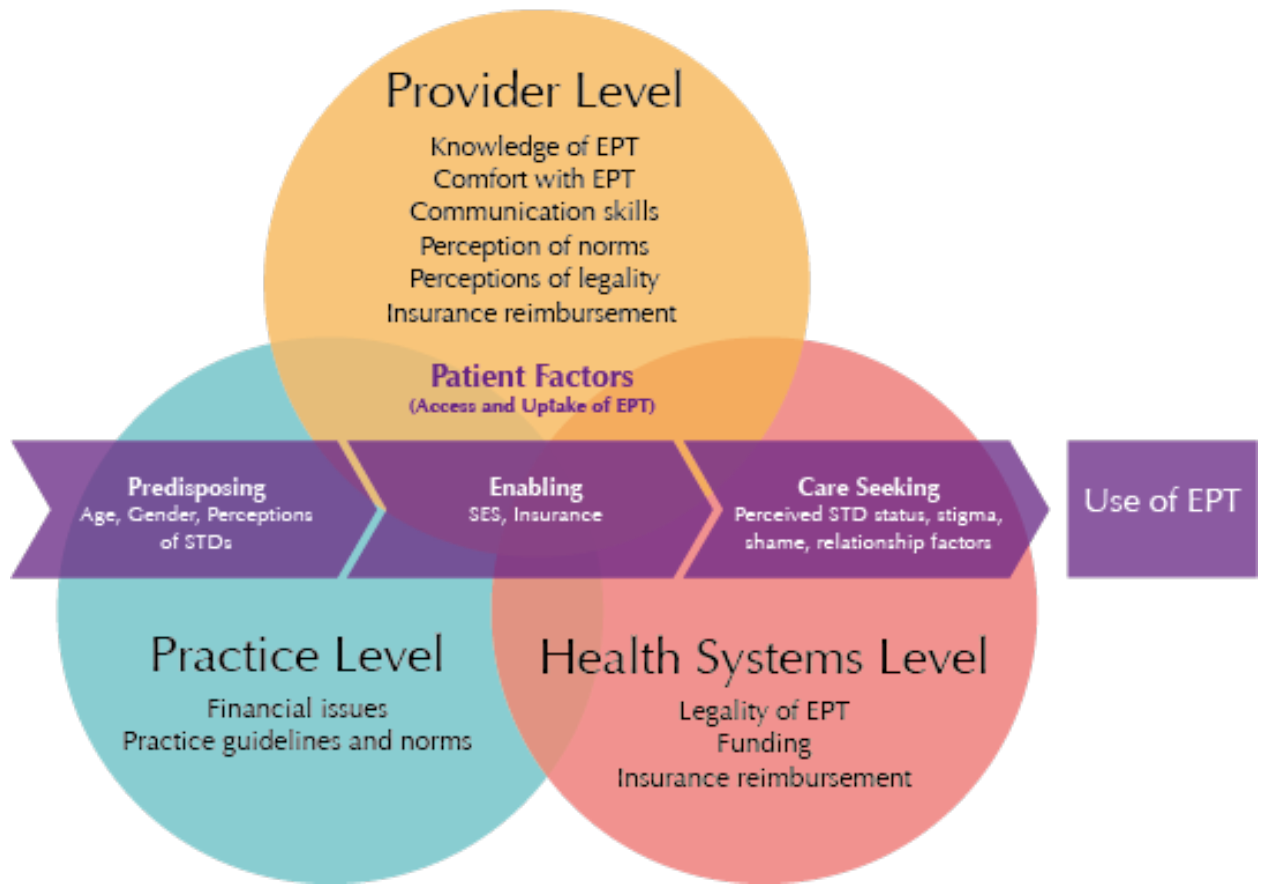 Provider Level
Knowledge of EPT
Comfort with EPT
Communication skills
Perception of norms
Perceptions of legality
Insurance reimbursement
Patient Factors
(Access and Uptake of EPT)
Predisposing
Age, Gender, Perceptions
of STDs
Enabling
SES, Insurance
Care Seeking
Perceived STD status, stigma,
shame, relationship factors
Use of EPT
Practice Level
Financial issues
Practice guidelines and norms
Health Systems Level
Legality of EPT
Funding
Insurance reimbursement